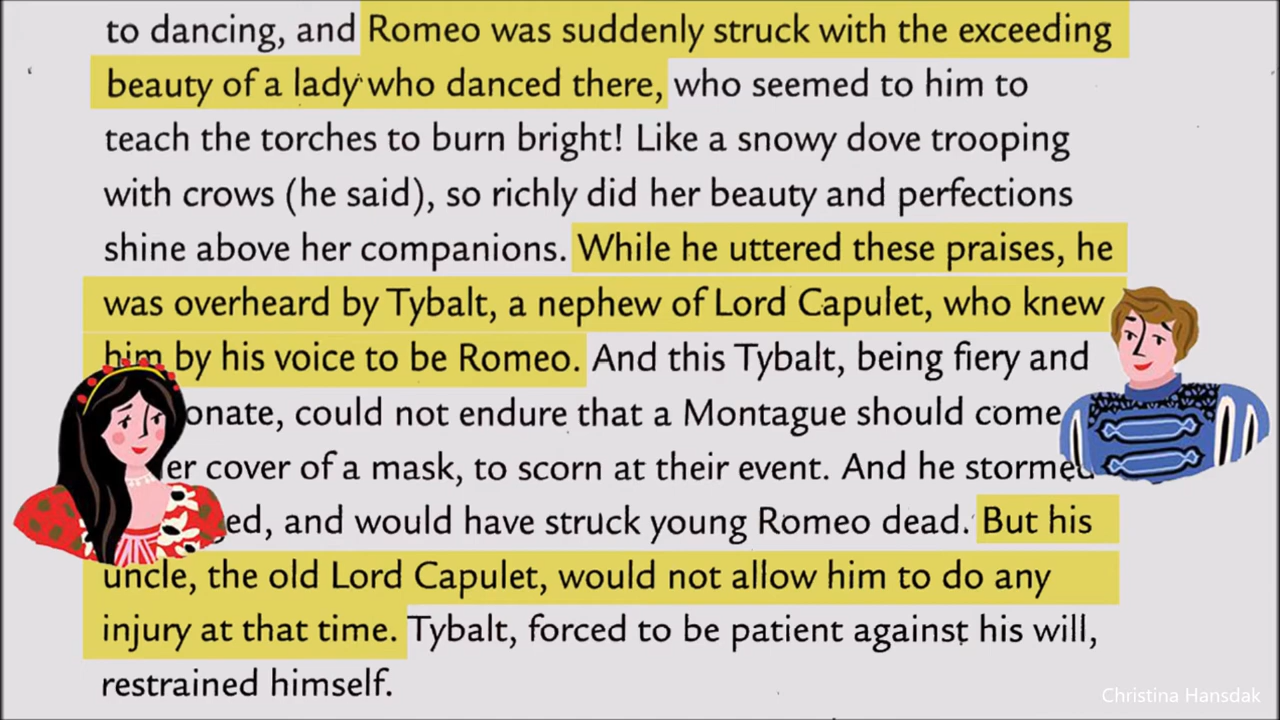 to dancing, and Romeo was suddenly struck with the exceeding
beauty of a lady who danced there, who seemed to him to
teach the torches to burn bright! Like a snowy dove trooping
with crows (he said), so richly did her beauty and perfections
shine above her companions. While he uttered these praises, he
was overheard by Tybalt, a nephew of Lord Capulet, who knew
him by his voice to be Romeo. And this Tybalt, being fiery and
onate, could not endure that a Montague should come
er cover of a mask, to scorn at their event. And he stormed
ed, and would have struck young Romeo dead. But his
uncle, the old Lord Capulet, would not allow him to do any
injury at that time. Tybalt, forced to be patient against his will,
restrained himself.
Christina Hansdak